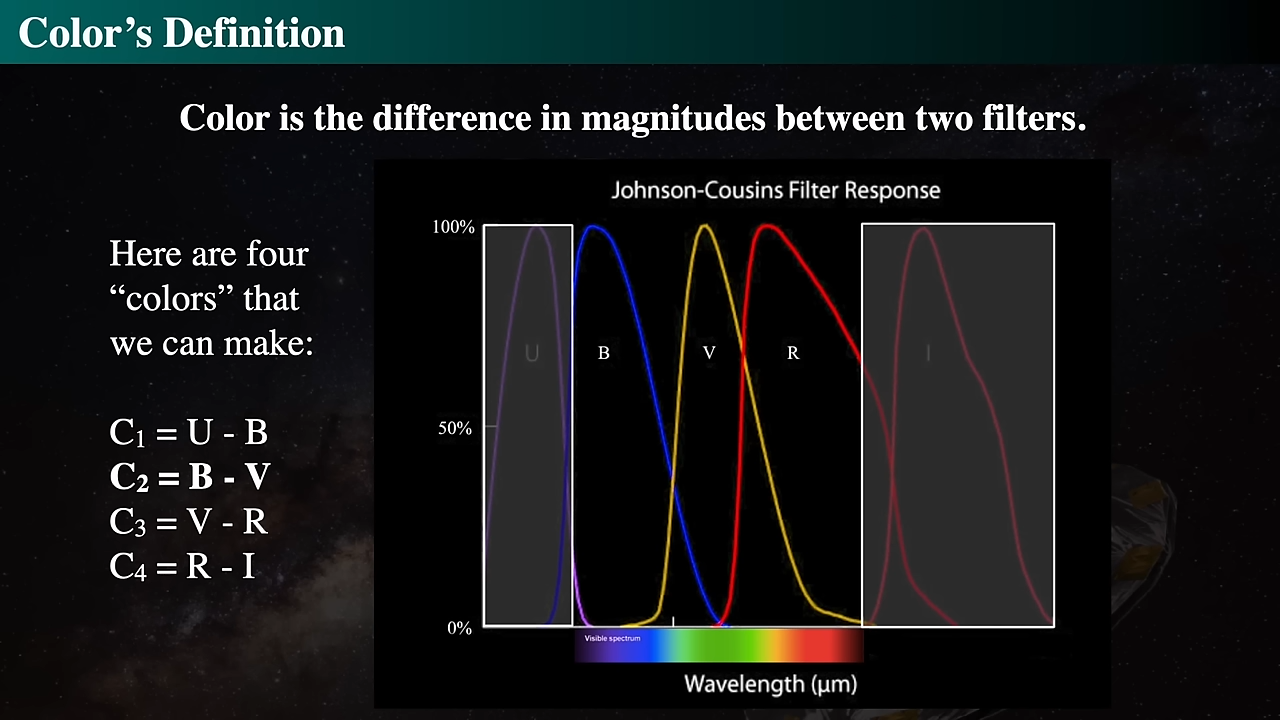 Color’s Definition
Color is the difference in magnitudes between two filters.
Here are four
“colors” that
we can make:
C₁ = U - B
C₂ = B - V
C₃ = V - R
C₄ = R - I
Johnson-Cousins Filter Response
100%
50%
0%
U
B
V
R
I
Visible spectrum
Wavelength (μm)